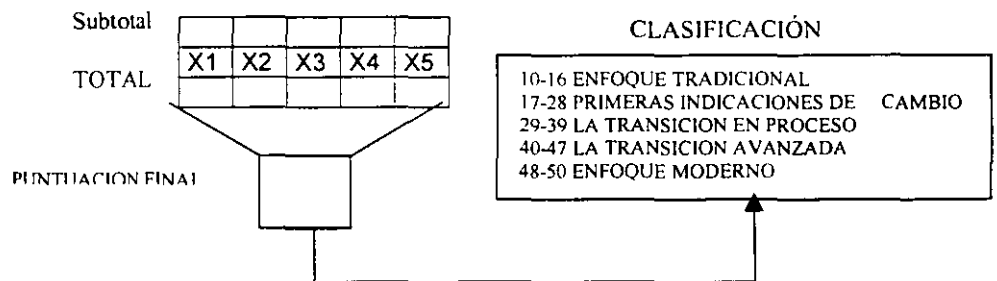 Subtotal
X1 X2 X3 X4 X5
TOTAL
PUNTUACION FINAL
CLASIFICACIÓN
10-16 ENFOQUE TRADICIONAL
17-28 PRIMERAS INDICACIONES DE CAMBIO
29-39 LA TRANSICION EN PROCESO
40-47 LA TRANSICION AVANZADA
48-50 ENFOQUE MODERNO